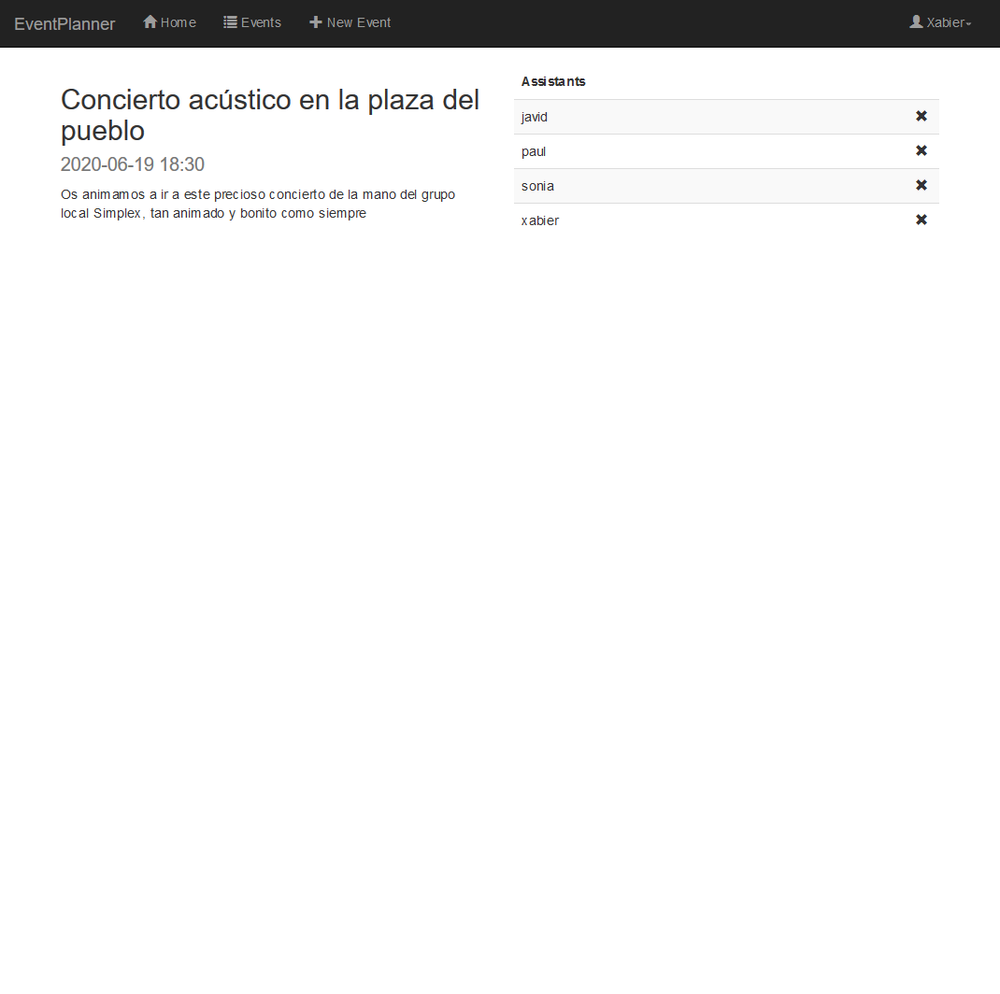 EventPlanner Home Events New Event Xabier
Concierto acústico en la plaza del
pueblo
2020-06-19 18:30
Os animamos a ir a este precioso concierto de la mano del grupo
local Simplex, tan animado y bonito como siempre
Assistants
javid
paul
sonia
xabier